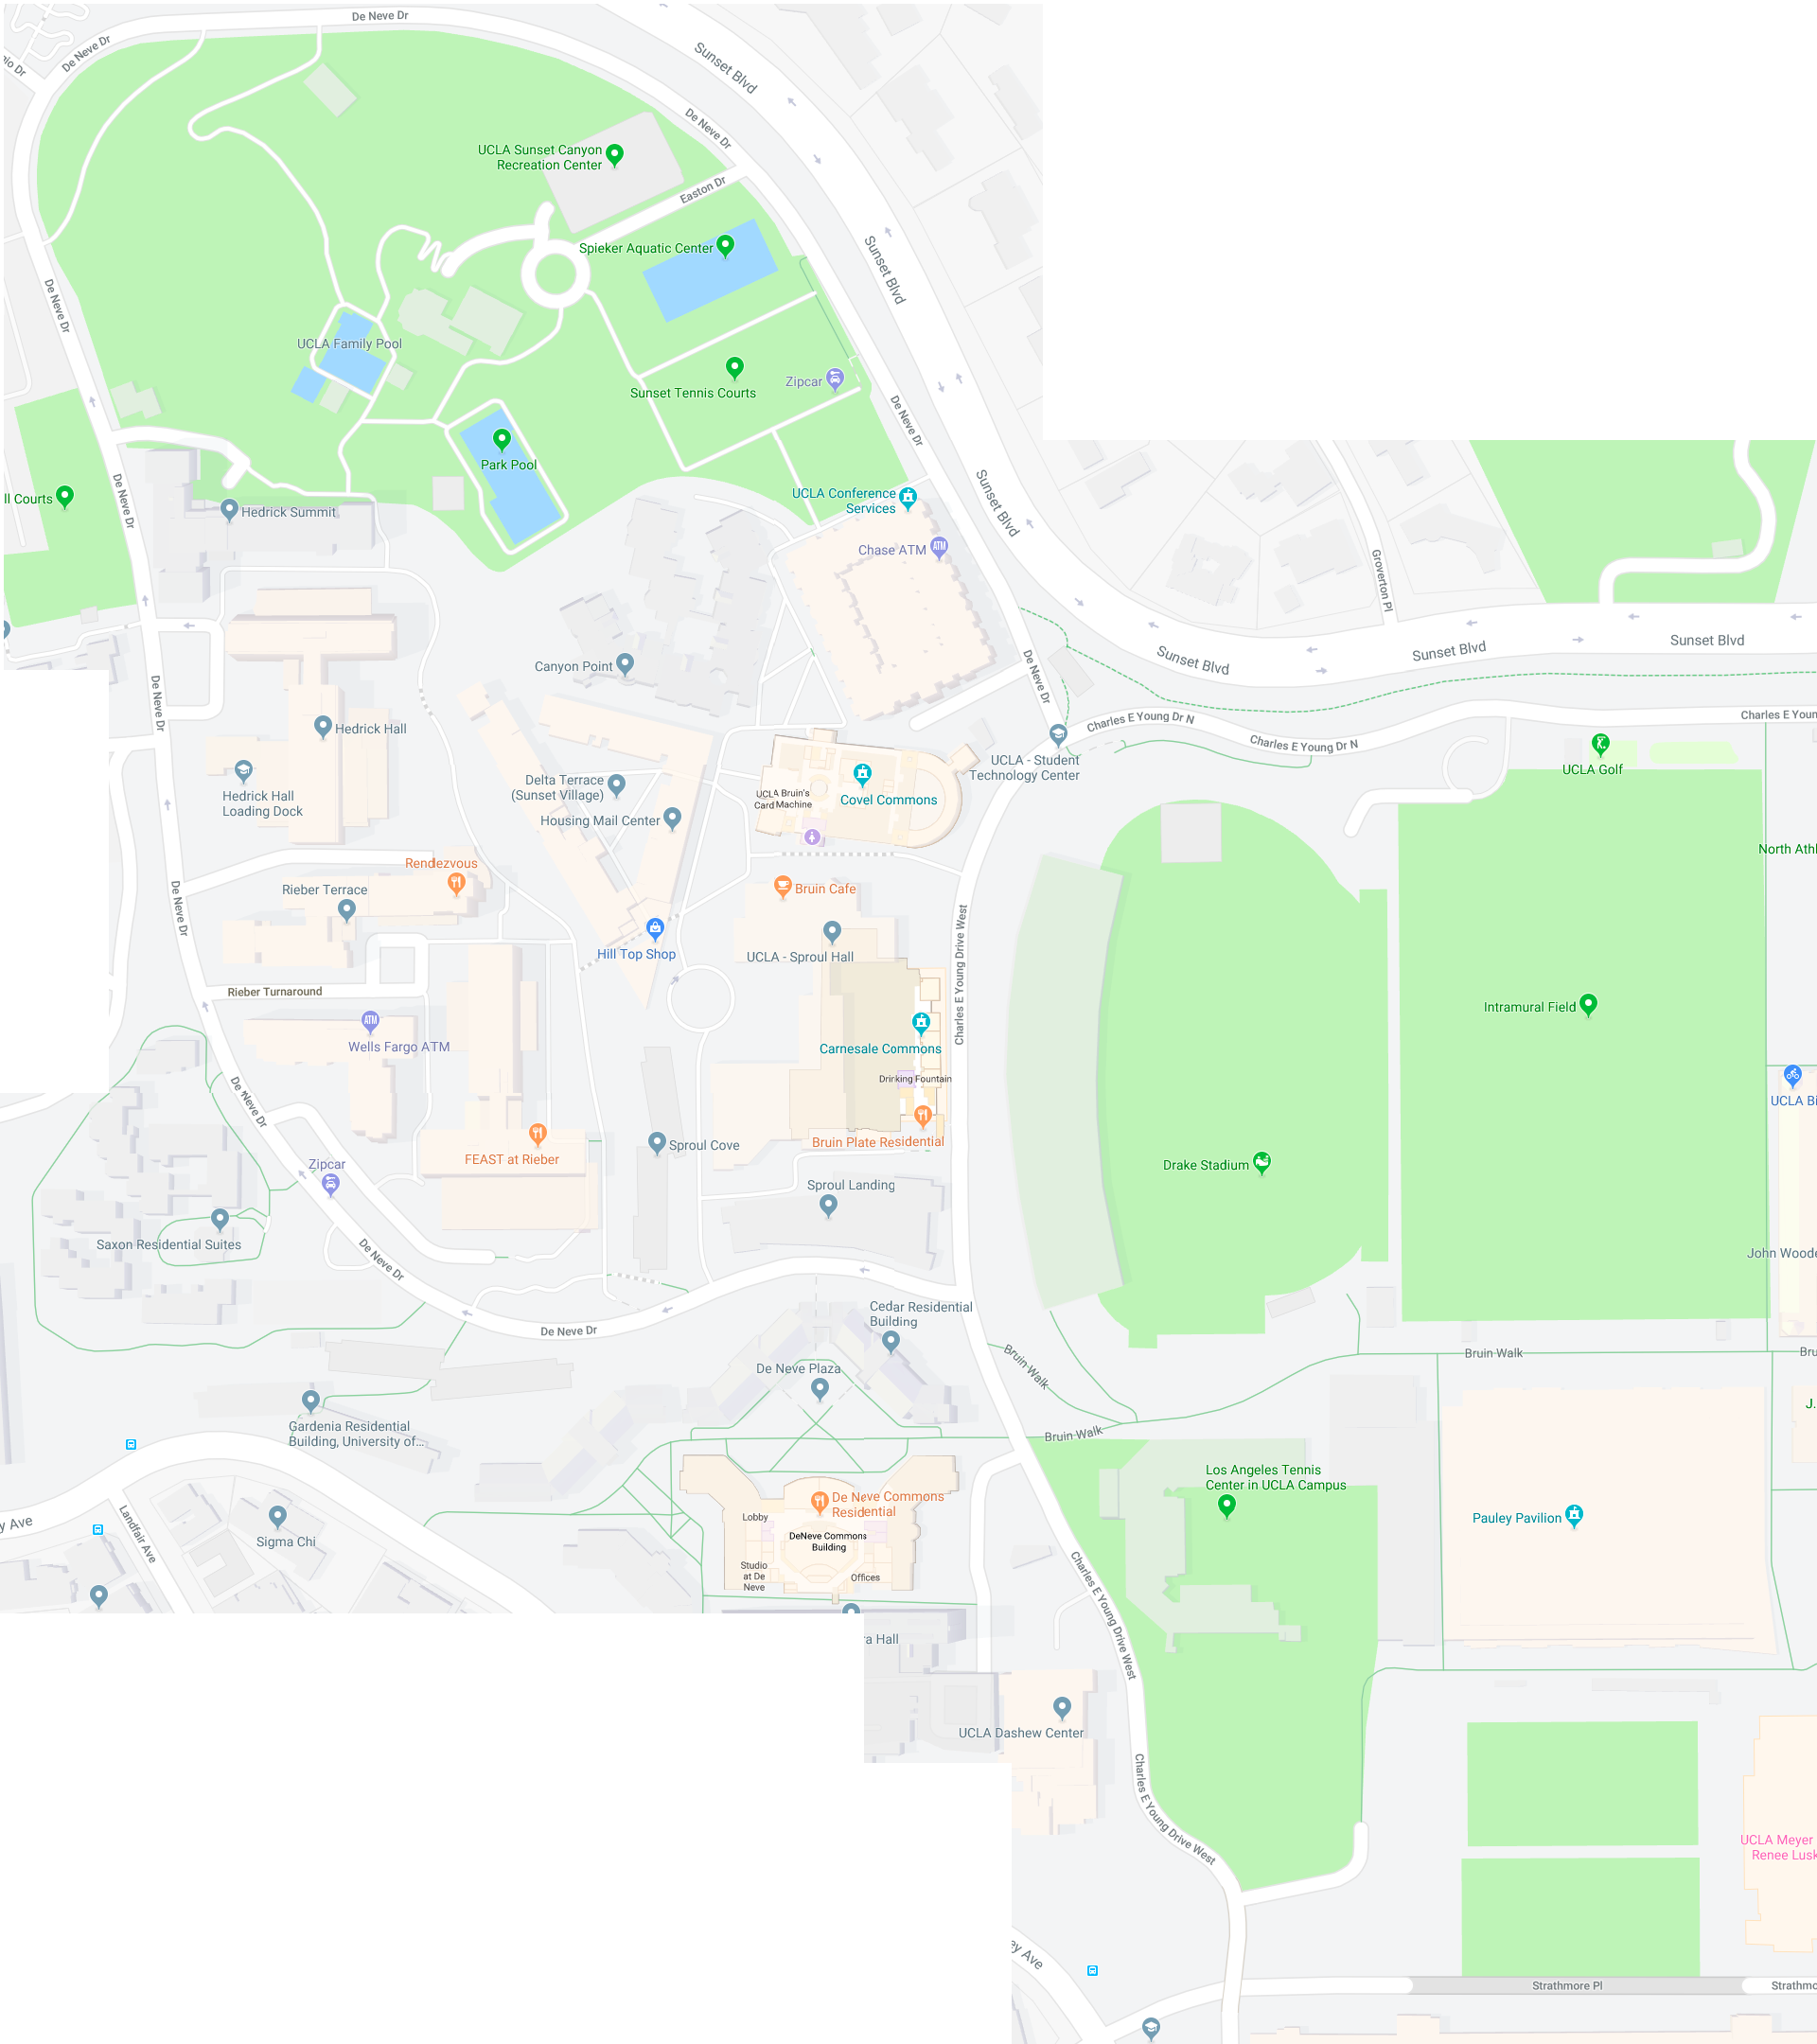 De Neve Dr
De Neve Dr
Sunset Blvd
De Neve Dr
UCLA Sunset Canyon
Recreation Center
Easton Dr
Spieker Aquatic Center
Sunset Blvd
De Neve Dr
UCLA Family Pool
Zipcar
Sunset Tennis Courts
De Neve Dr
Park Pool
ll Courts
De Neve Dr
Hedrick Summit
UCLA Conference
Services
Sunset Blvd
Chase ATM
Groverton Pl
Canyon Point
De Neve Dr
Sunset Blvd
Sunset Blvd
Sunset Blvd
De Neve Dr
Hedrick Hall
Charles E Young Dr N
Charles E Youn
Charles E Young Dr N
UCLA - Student
Technology Center
UCLA Golf
Hedrick Hall
Loading Dock
Delta Terrace
(Sunset Village)
UCLA Bruin's
Card Machine
Covel Commons
Housing Mail Center
North Athl
Rendezvous
Rieber Terrace
De Neve Dr
Bruin Cafe
Charles E Young Drive West
Hill Top Shop
UCLA - Sproul Hall
Rieber Turnaround
Intramural Field
Wells Fargo ATM
Carnesale Commons
Drinking Fountain
De Neve Dr
UCLA Bi
FEAST at Rieber
Sproul Cove
Bruin Plate Residential
Zipcar
Drake Stadium
Sproul Landing
Saxon Residential Suites
De Neve Dr
John Woode
Cedar Residential
Building
De Neve Dr
Bruin Walk
Bruin Walk
Bru
De Neve Plaza
Gardenia Residential
Building, University of...
J.
Bruin Walk
Los Angeles Tennis
Center in UCLA Campus
De Neve Commons
Residential
Lobby
DeNeve Commons
Building
Pauley Pavilion
y Ave
Landfair Ave
Sigma Chi
Studio
at De
Neve
Offices
Charles E Young Drive West
ra Hall
UCLA Dashew Center
Charles E Young Drive West
UCLA Meyer
Renee Lusk
ey Ave
Strathmore Pl
Strathmo